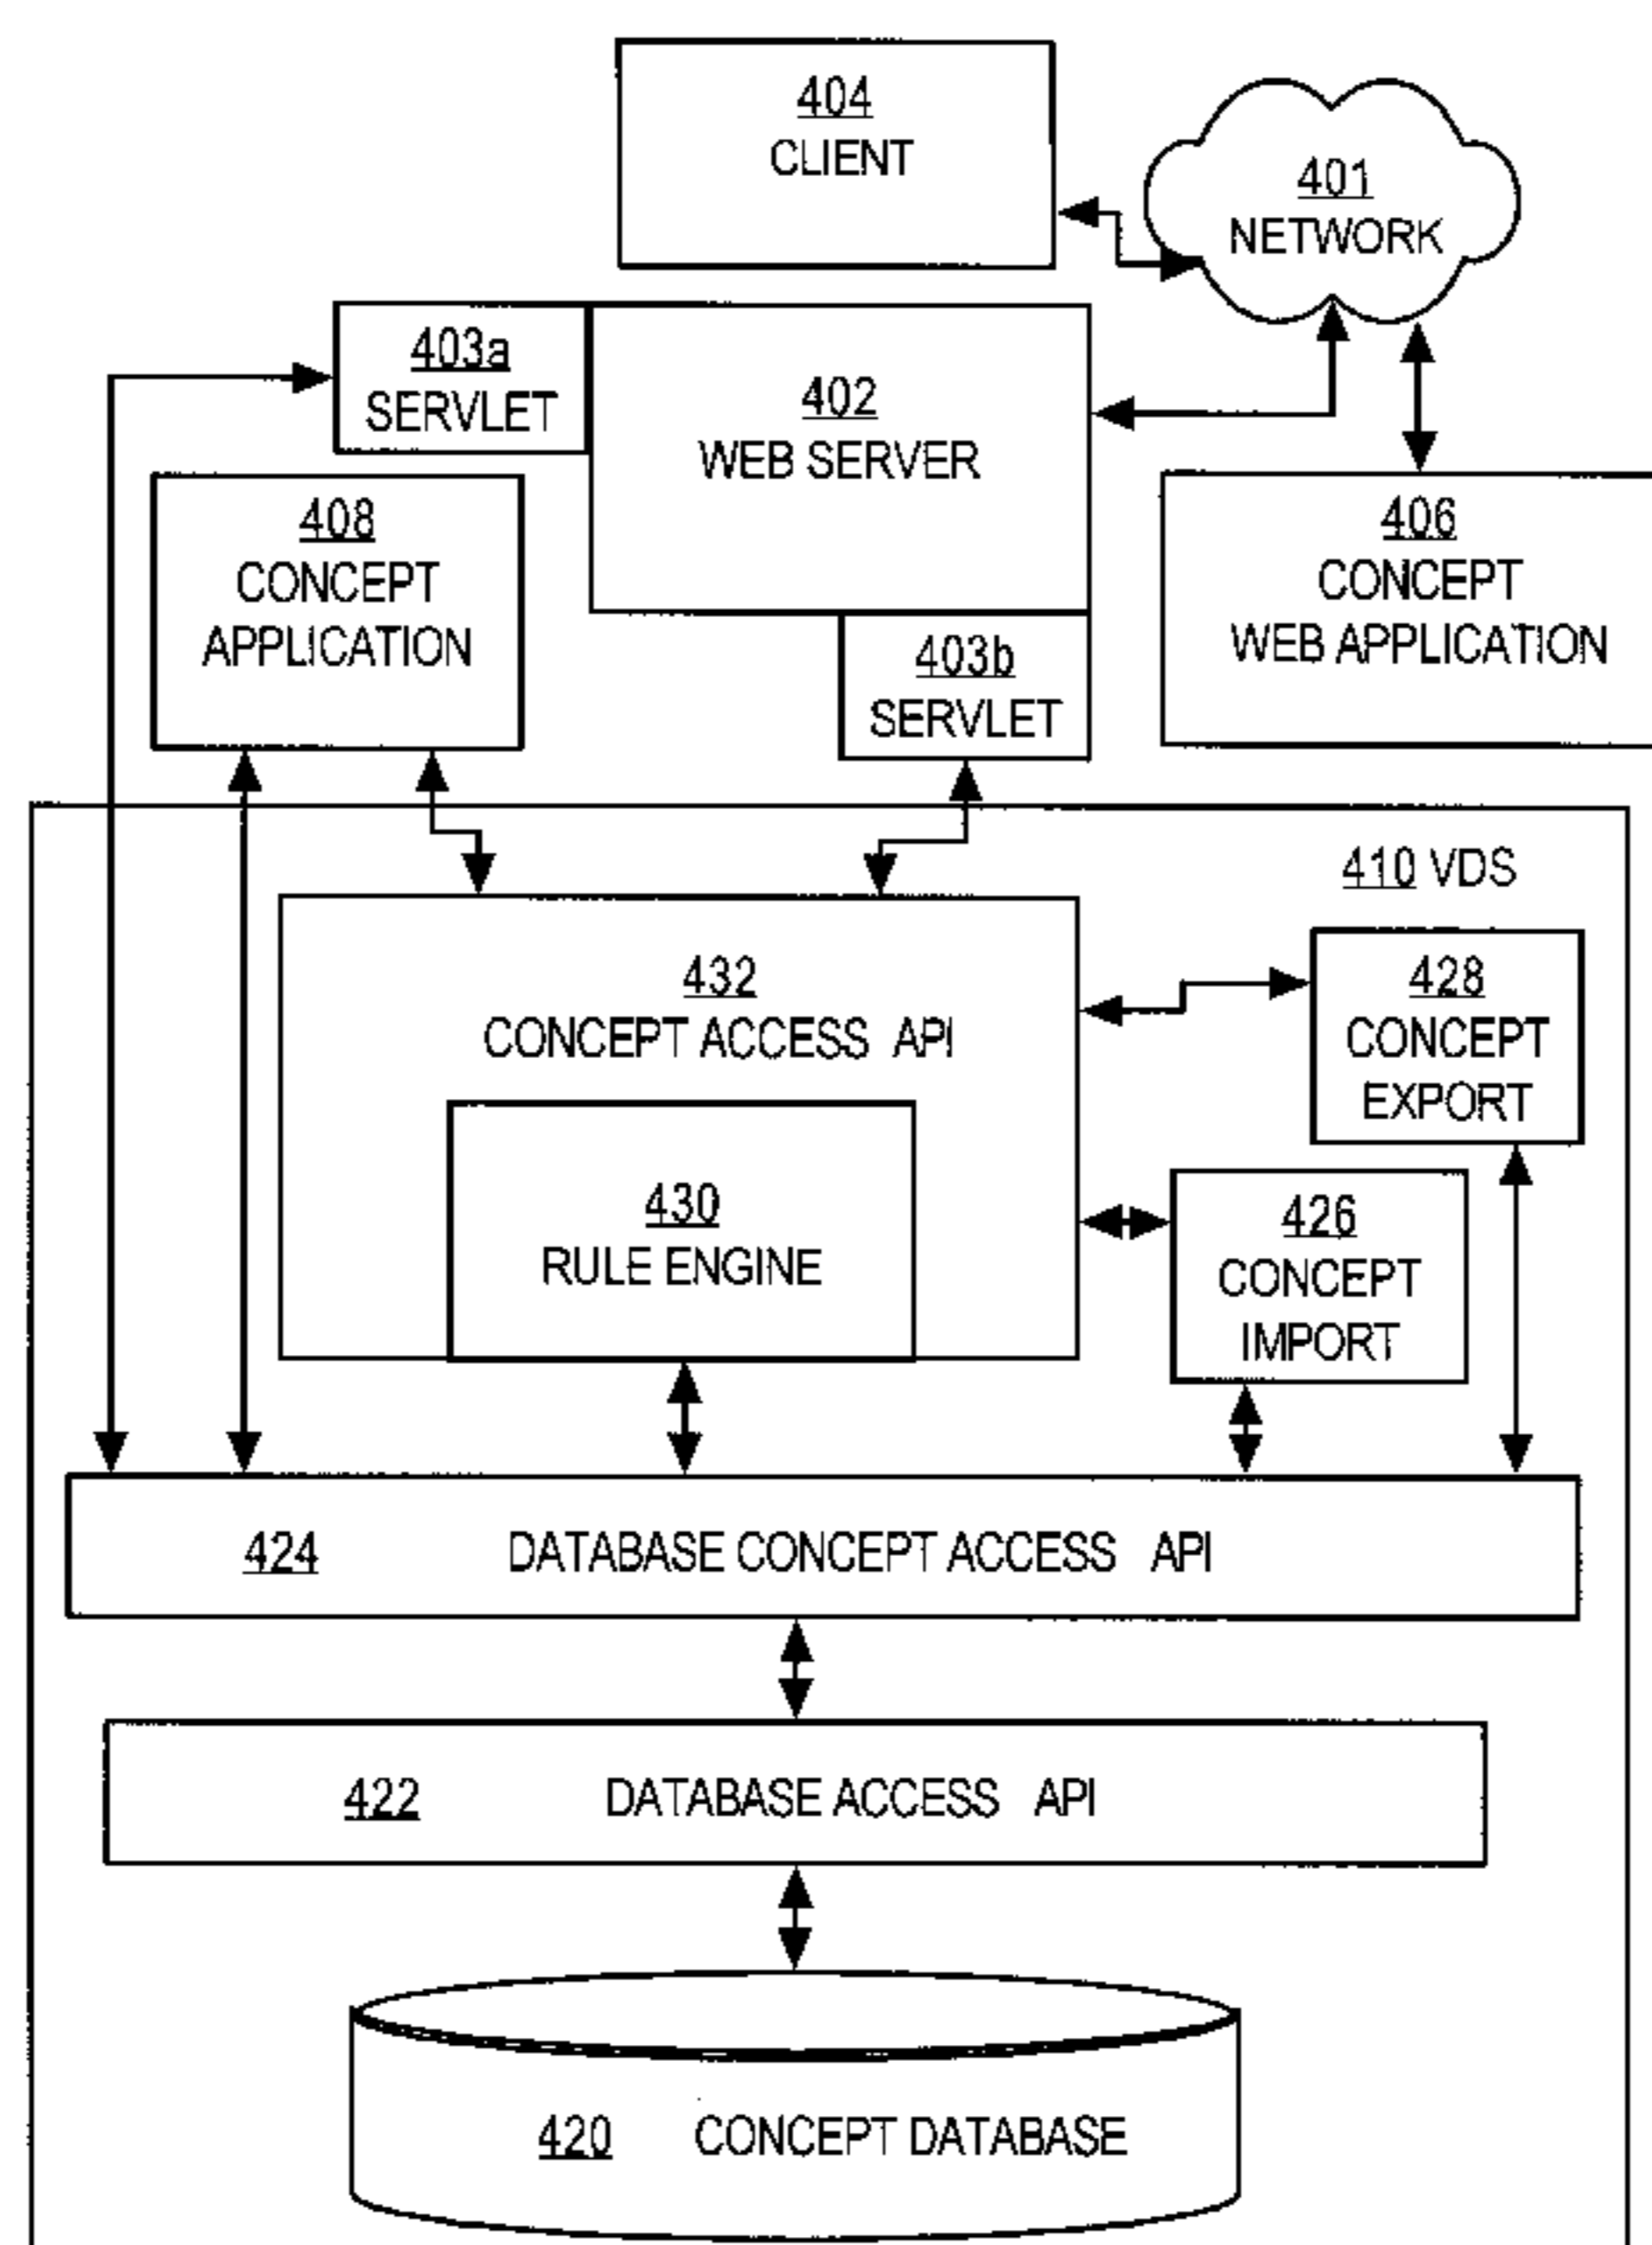 404
CLIENT
401
NETWORK
403a
SERVLET
402
WEB SERVER
408
CONCEPT
APPLICATION
406
CONCEPT
WEB APPLICATION
403b
SERVLET
410 VDS
432
CONCEPT ACCESS API
428
CONCEPT
EXPORT
430
RULE ENGINE
426
CONCEPT
IMPORT
424 DATABASE CONCEPT ACCESS API
422 DATABASE ACCESS API
420 CONCEPT DATABASE